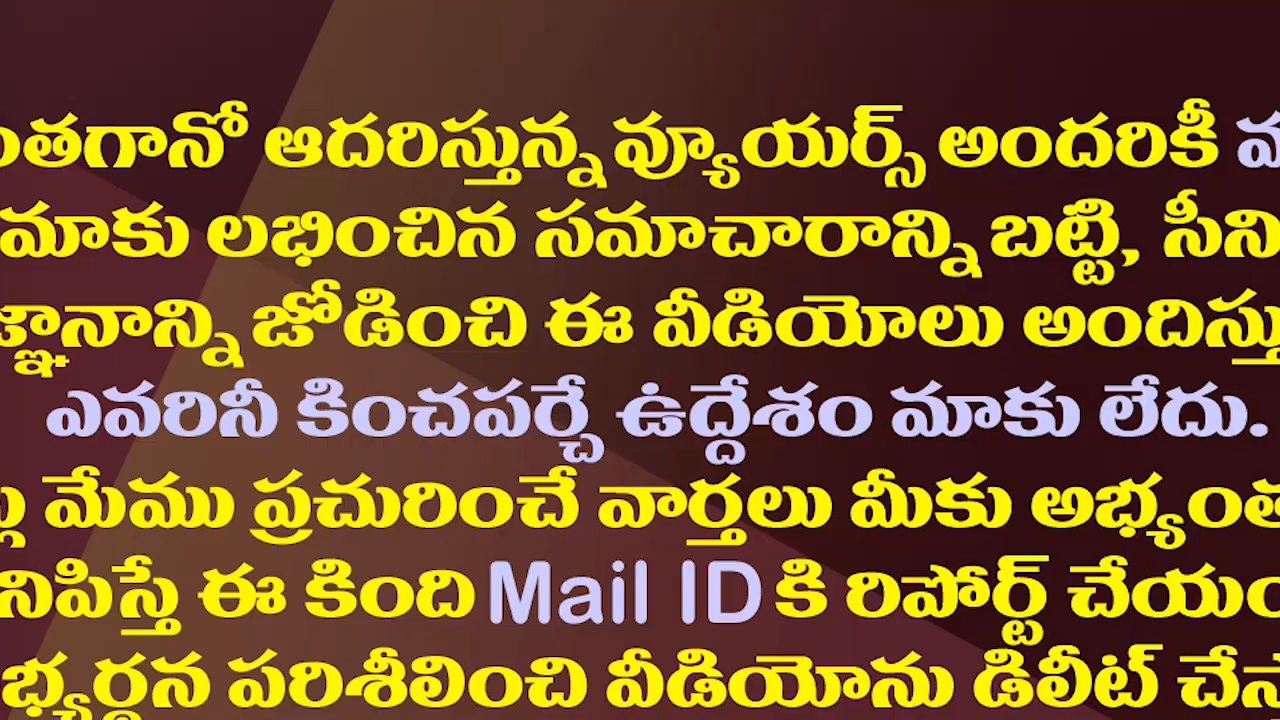 ంతగానో ఆదరిస్తున్న వ్యూయర్స్ అందరికీ
మాకు లభించిన సమాచారాన్ని బట్టి, సీని
జ్ఞానాన్ని జోడించి ఈ వీడియోలు అందిస్తు
ఎవరినీ కించపర్చే ఉద్దేశం మాకు లేదు.
మేము ప్రచురించే వార్తలు మీకు అభ్యంత
నిపిస్తే ఈ కింది Mail ID కి రిపోర్ట్ చేయం
భ్యర్థన పరిశీలించి వీడియోను డిలీట్ చేస